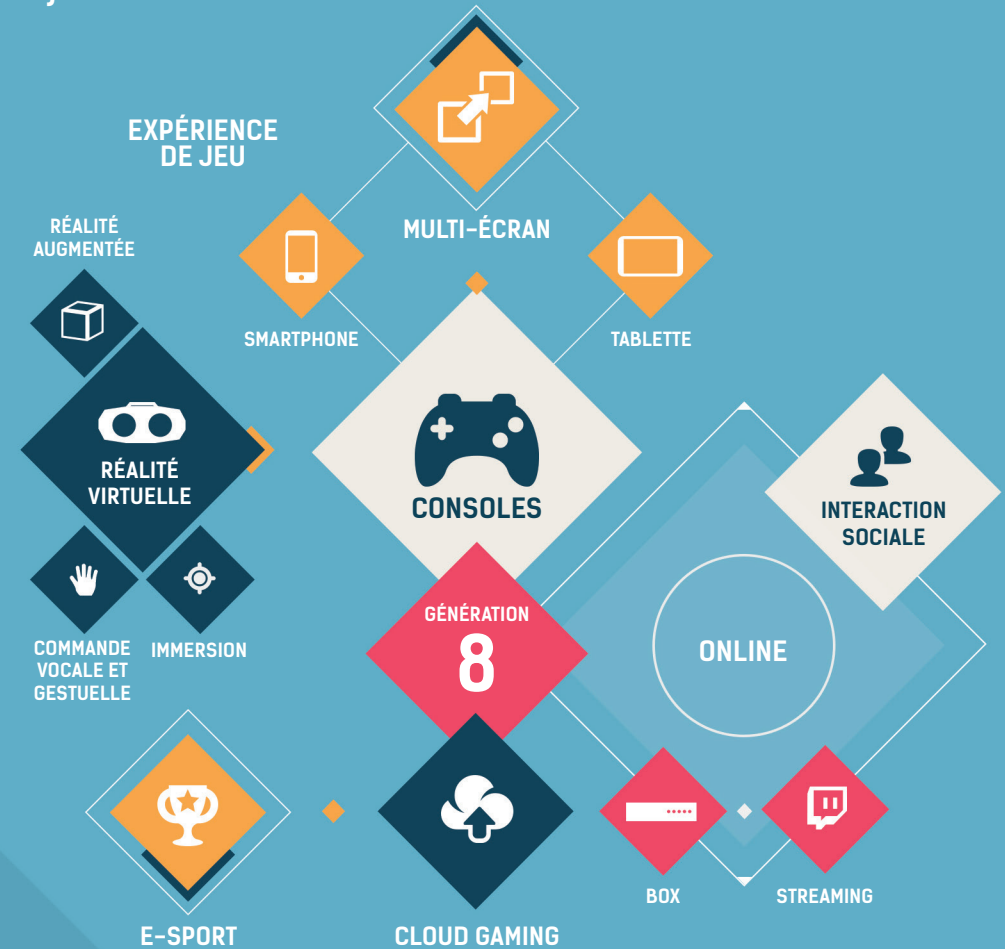 EXPÉRIENCE
DE JEU
MULTI-ÉCRAN
RÉALITÉ
AUGMENTÉE
SMARTPHONE
TABLETTE
RÉALITÉ
VIRTUELLE
CONSOLES
INTERACTION
SOCIALE
GÉNÉRATION
8
ONLINE
COMMANDE
VOCALE ET
GESTUELLE
IMMERSION
BOX
STREAMING
E-SPORT
CLOUD GAMING